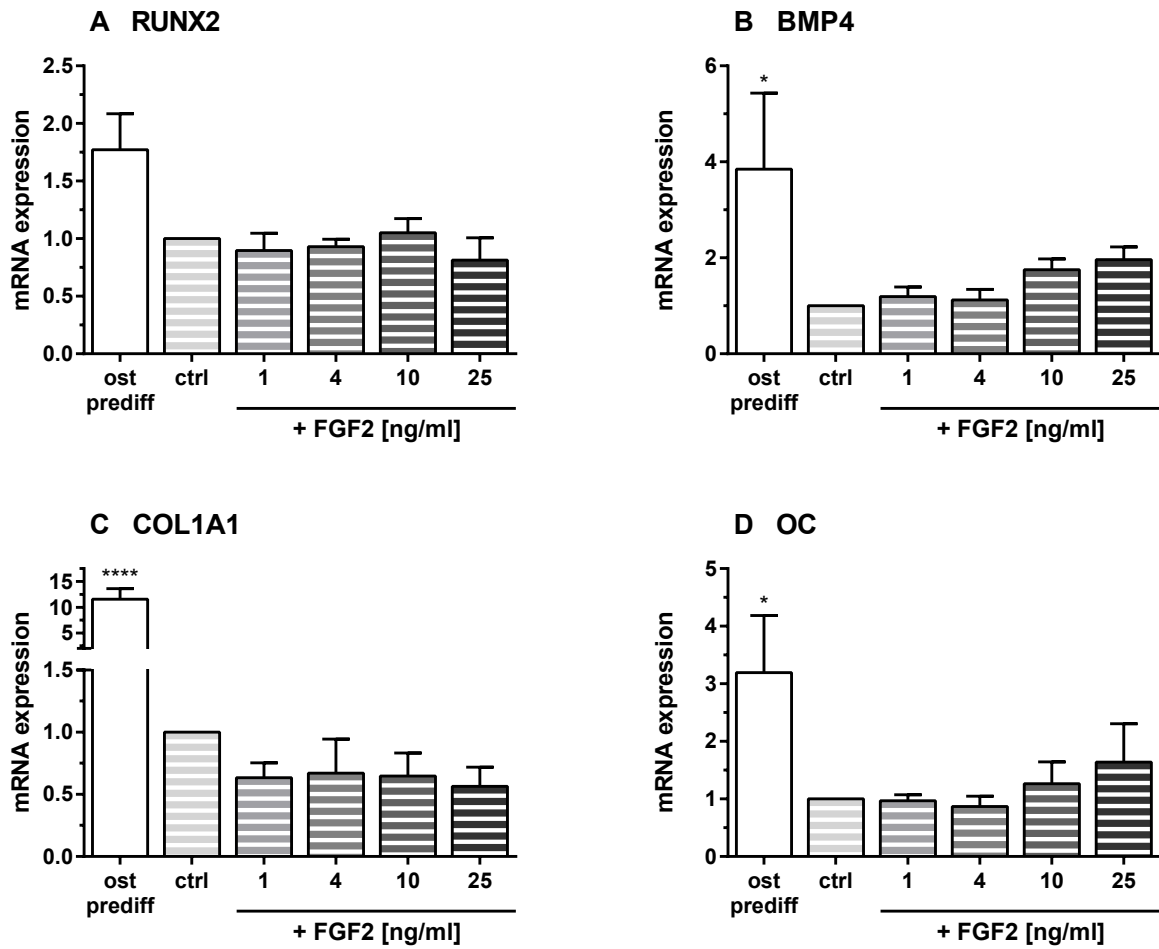 A RUNX2
mRNA expression
2.5
2.0
1.5
1.0
0.5
0.0
ost prediff
ctrl
1
4
10
25
+ FGF2 [ng/ml]
B BMP4
mRNA expression
*
6
4
2
0
ost prediff
ctrl
1
4
10
25
+ FGF2 [ng/ml]
C COL1A1
mRNA expression
****
15
10
5
1.5
1.0
0.5
0.0
ost prediff
ctrl
1
4
10
25
+ FGF2 [ng/ml]
D OC
mRNA expression
*
5
4
3
2
1
0
ost prediff
ctrl
1
4
10
25
+ FGF2 [ng/ml]